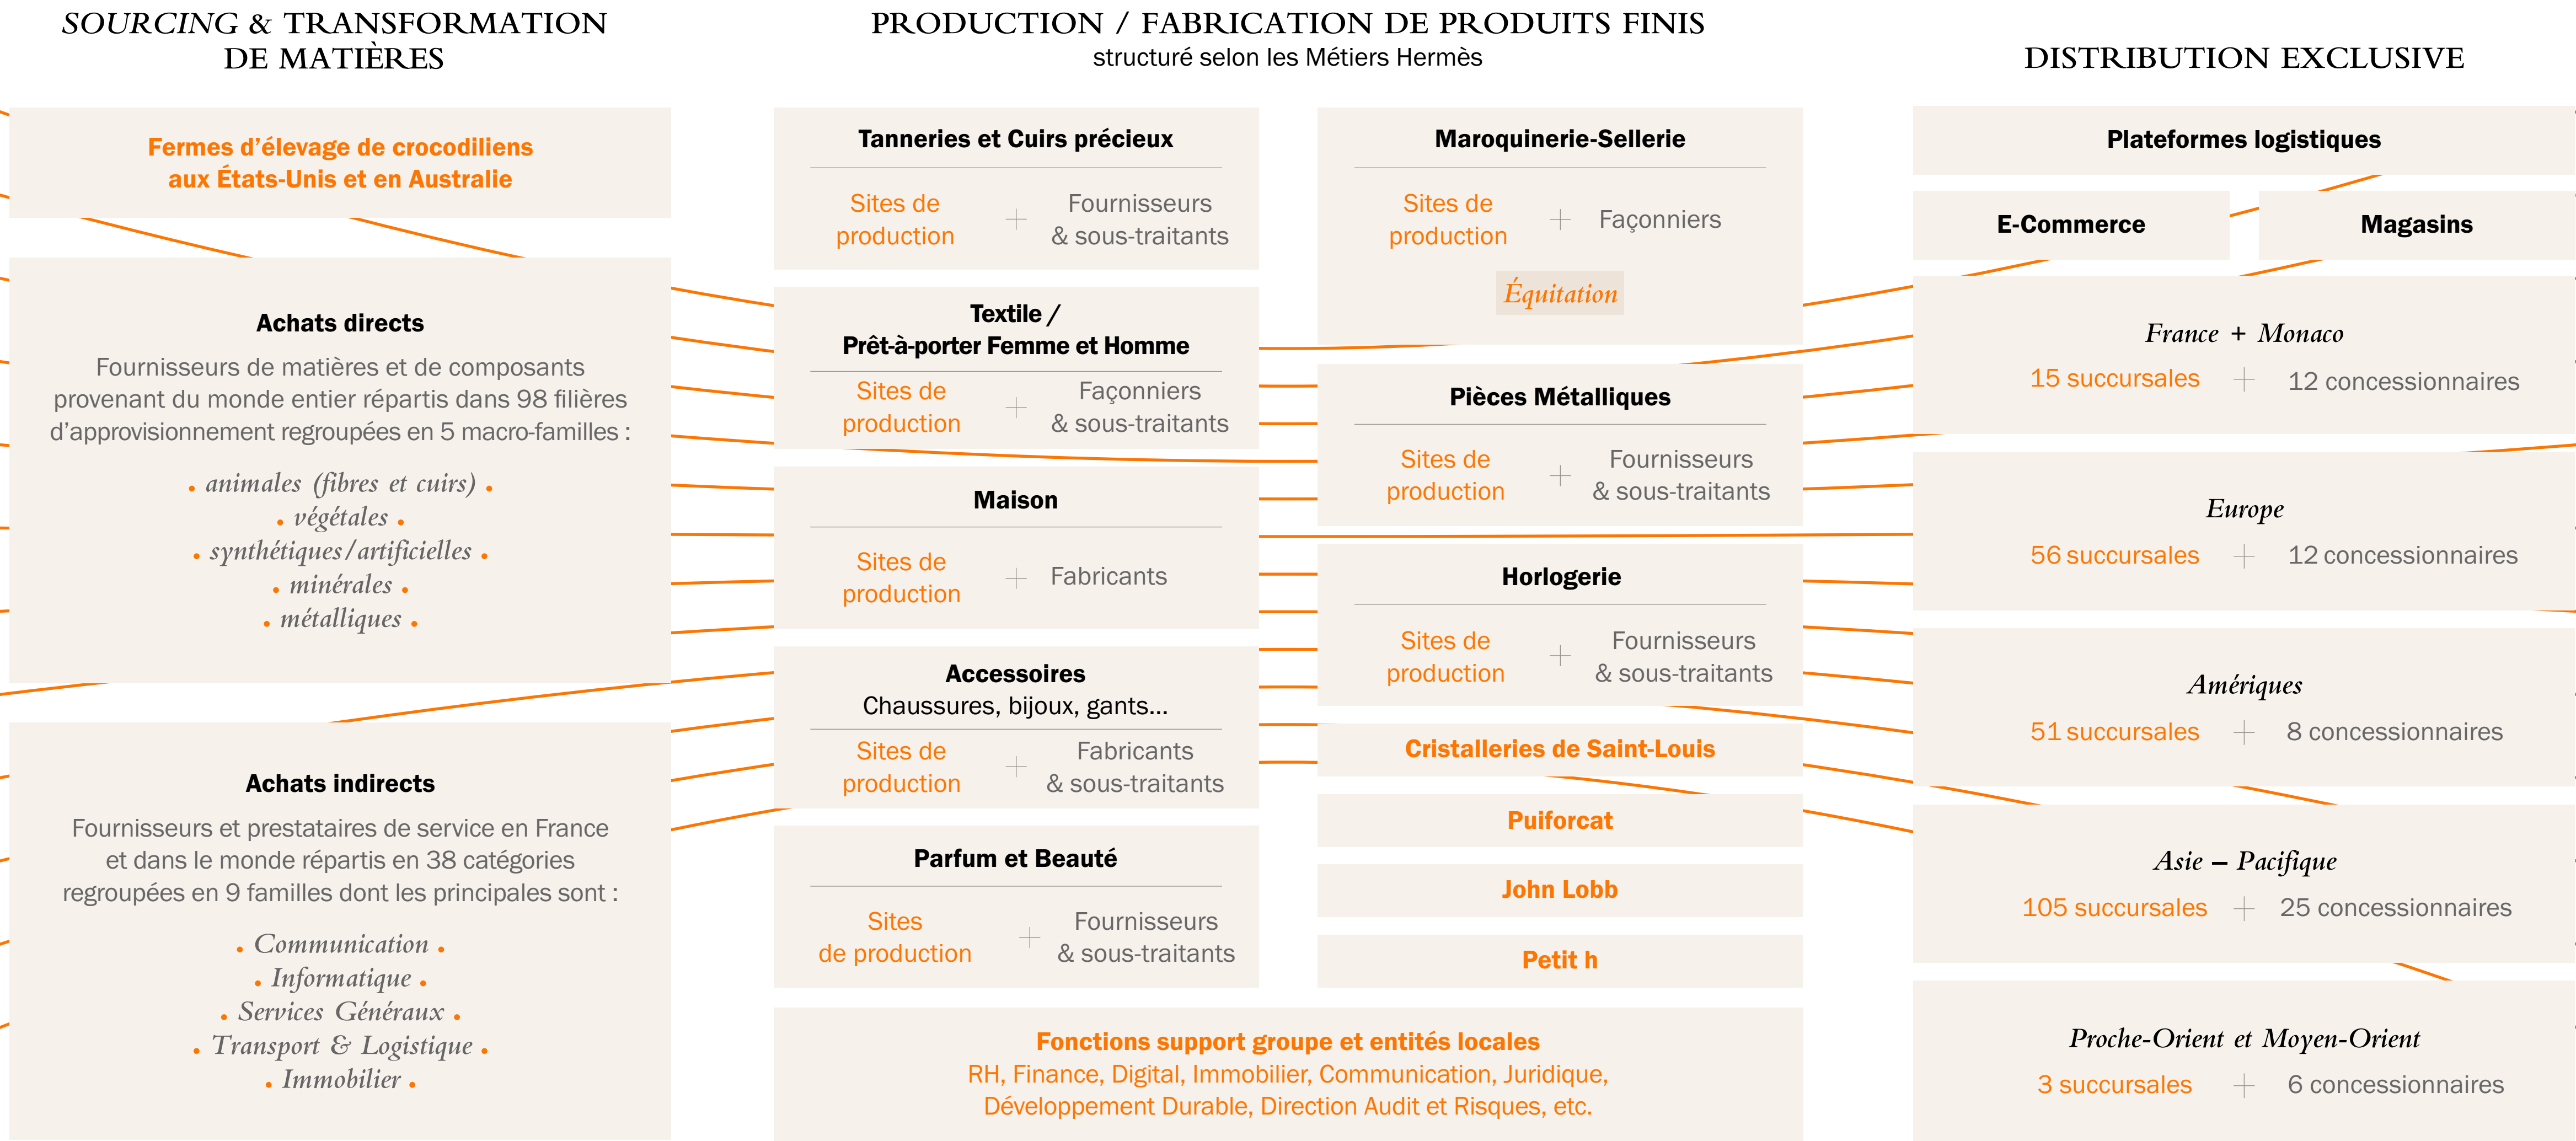 SOURCING & TRANSFORMATION
DE MATIÈRES
Fermes d’élevage de crocodiliens
aux États-Unis et en Australie
Achats directs
Fournisseurs de matières et de composants
provenant du monde entier répartis dans 98 filières
d’approvisionnement regroupées en 5 macro-familles :
. animales (fibres et cuirs) .
. végétales .
. synthétiques/artificielles .
. minérales .
. métalliques .
Achats indirects
Fournisseurs et prestataires de service en France
et dans le monde répartis en 38 catégories
regroupées en 9 familles dont les principales sont :
. Communication .
. Informatique .
. Services Généraux .
. Transport & Logistique .
. Immobilier .
PRODUCTION / FABRICATION DE PRODUITS FINIS
structuré selon les Métiers Hermès
Tanneries et Cuirs précieux
Sites de
production
+
Fournisseurs
& sous-traitants
Textile /
Prêt-à-porter Femme et Homme
Sites de
production
+
Façonniers
& sous-traitants
Maison
Sites de
production
+
Fabricants
Accessoires
Chaussures, bijoux, gants...
Sites de
production
+
Fabricants
& sous-traitants
Parfum et Beauté
Sites
de production
+
Fournisseurs
& sous-traitants
Maroquinerie-Sellerie
Sites de
production
+
Façonniers
Équitation
Pièces Métalliques
Sites de
production
+
Fournisseurs
& sous-traitants
Horlogerie
Sites de
production
+
Fournisseurs
& sous-traitants
Cristalleries de Saint-Louis
Puiforcat
John Lobb
Petit h
Fonctions support groupe et entités locales
RH, Finance, Digital, Immobilier, Communication, Juridique,
Développement Durable, Direction Audit et Risques, etc.
DISTRIBUTION EXCLUSIVE
Plateformes logistiques
E-Commerce
Magasins
France + Monaco
15 succursales + 12 concessionnaires
Europe
56 succursales + 12 concessionnaires
Amériques
51 succursales + 8 concessionnaires
Asie – Pacifique
105 succursales + 25 concessionnaires
Proche-Orient et Moyen-Orient
3 succursales + 6 concessionnaires